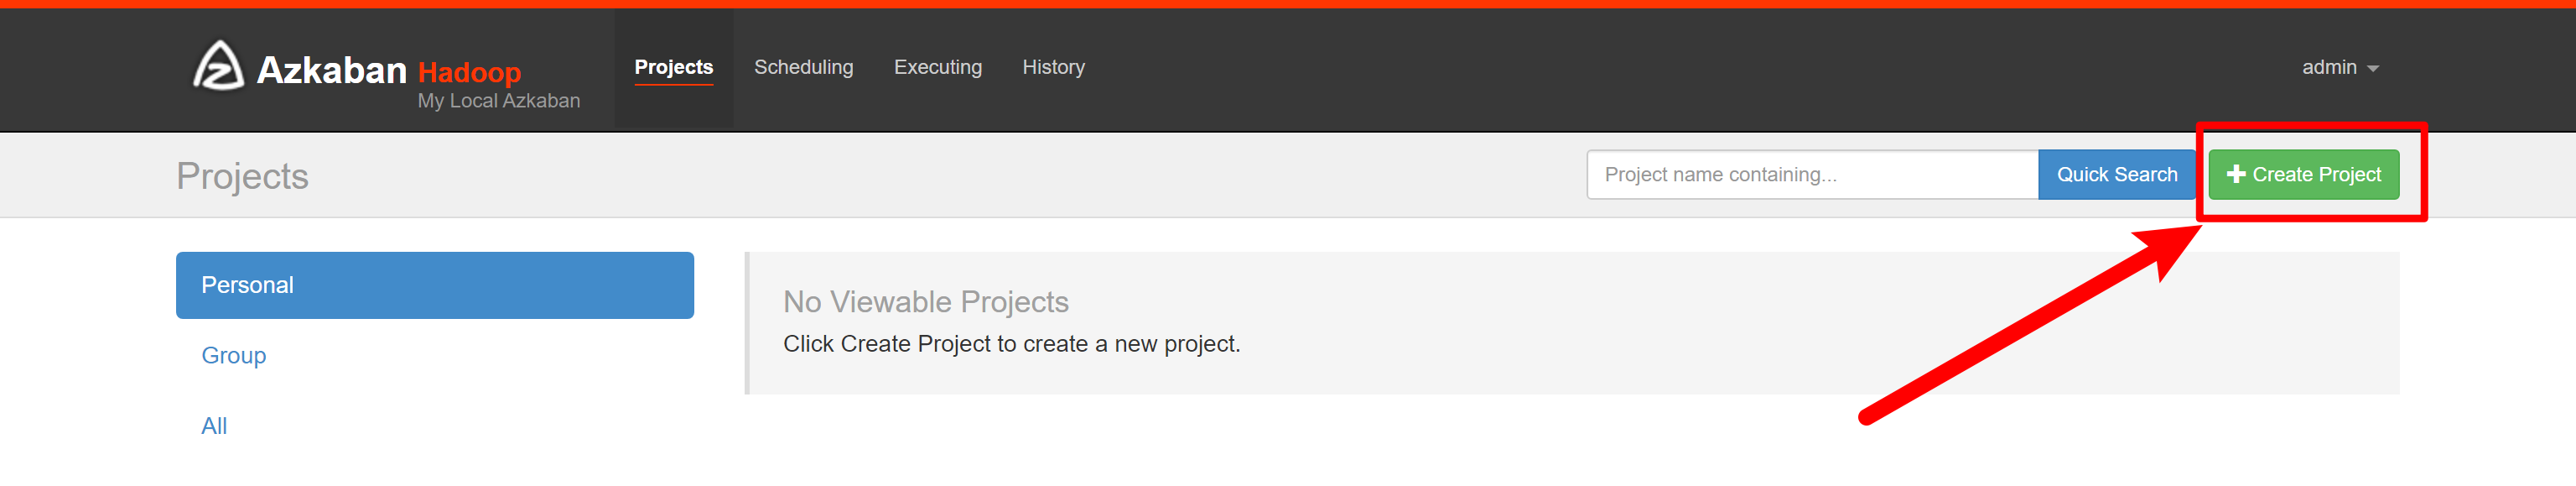 Azkaban Hadoop
My Local Azkaban
Projects Scheduling Executing History
admin
Projects
Project name containing...
Quick Search
Create Project
Personal
Group
All
No Viewable Projects
Click Create Project to create a new project.